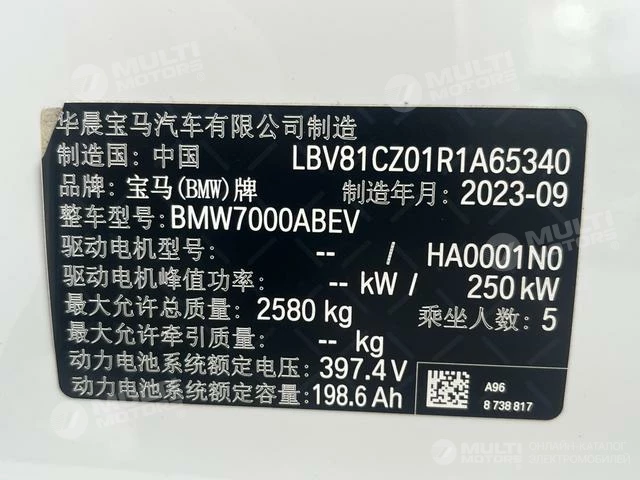 华晨宝马汽车有限公司制造
制造国: 中国 LBV81CZ01R1A65340
品牌: 宝马(BMW)牌 制造年月: 2023-09
整车型号: BMW7000ABEV
驱动电机型号: -- / HA0001N0
驱动电机峰值功率: -- kW / 250 kW
最大允许总质量: 2580 kg 乘坐人数: 5
最大允许牵引质量: -- kg
动力电池系统额定电压: 397.4 V
动力电池系统额定容量: 198.6 Ah
A96
8 738 817
MULTI MOTORS
MULTI MOTORS
ОНЛАЙН-КАТАЛОГ
ЭЛЕКТРОМОБИЛЕЙ